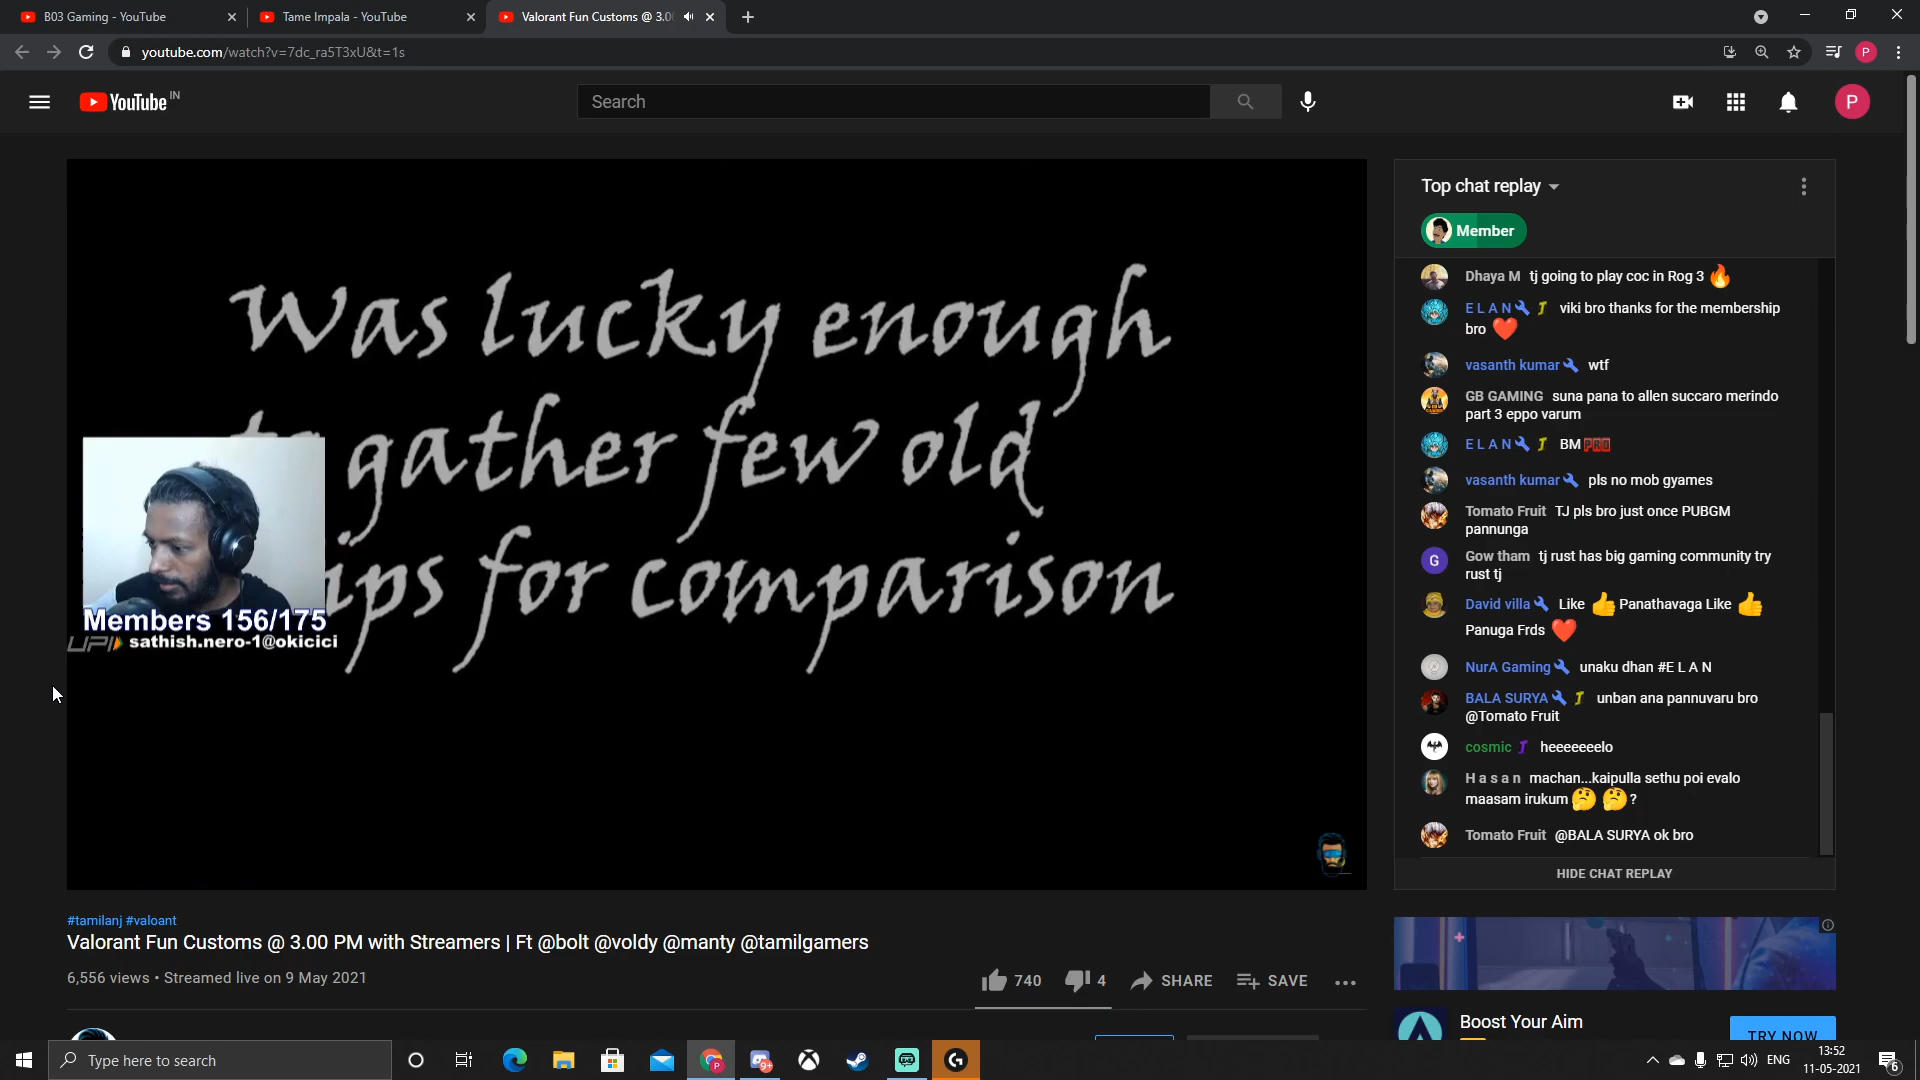 B03 Gaming - YouTube
Tame Impala - YouTube
Valorant Fun Customs @ 3.00
youtube.com/watch?v=7dc_ra5T3xU&t=1s
P
YouTube IN
Search
P
Was lucky enough
gather few old
ips for comparison
Members 156/175
UPI sathish.nero-1@okicici
Top chat replay
Member
Dhaya M tj going to play coc in Rog 3
E L A N viki bro thanks for the membership
bro
vasanth kumar wtf
GB GAMING suna pana to allen succaro merindo
part 3 eppo varum
E L A N BM PRO
vasanth kumar pls no mob gyames
Tomato Fruit TJ pls bro just once PUBGM
pannunga
G Gow tham tj rust has big gaming community try
rust tj
David villa Like Panathavaga Like
Panuga Frds
NurA Gaming unaku dhan #E L A N
BALA SURYA unban ana pannuvaru bro
@Tomato Fruit
cosmic heeeeeeelo
H a s a n machan...kaipulla sethu poi evalo
maasam irukum ?
Tomato Fruit @BALA SURYA ok bro
HIDE CHAT REPLAY
#tamilanj #valoant
Valorant Fun Customs @ 3.00 PM with Streamers | Ft @bolt @voldy @manty @tamilgamers
6,556 views • Streamed live on 9 May 2021
740
4
SHARE
SAVE
Boost Your Aim
TRY NOW
Type here to search
P
9+
ENG
13:52
11-05-2021
6